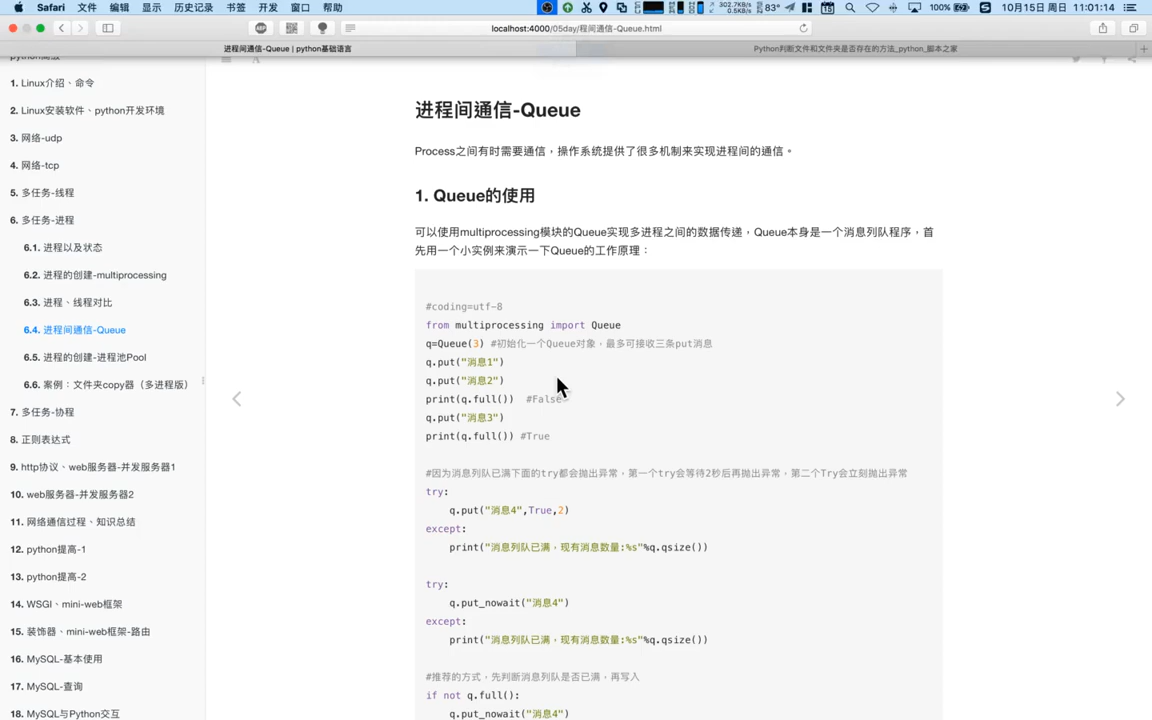 Safari 文件 编辑 显示 历史记录 书签 开发 窗口 帮助
302.7KB/s
0.5KB/s
83° 100% 10月15日 周日 11:01:14
localhost:4000/05day/程间通信-Queue.html
进程间通信-Queue | python基础语言
Python判断文件和文件夹是否存在的方法_python_脚本之家
1. Linux介绍、命令
2. Linux安装软件、python开发环境
3. 网络-udp
4. 网络-tcp
5. 多任务-线程
6. 多任务-进程
6.1. 进程以及状态
6.2. 进程的创建-multiprocessing
6.3. 进程、线程对比
6.4. 进程间通信-Queue
6.5. 进程的创建-进程池Pool
6.6. 案例：文件夹copy器（多进程版）
7. 多任务-协程
8. 正则表达式
9. http协议、web服务器-并发服务器1
10. web服务器-并发服务器2
11. 网络通信过程、知识总结
12. python提高-1
13. python提高-2
14. WSGI、mini-web框架
15. 装饰器、mini-web框架-路由
16. MySQL-基本使用
17. MySQL-查询
18. MySQL与Python交互
进程间通信-Queue
Process之间有时需要通信，操作系统提供了很多机制来实现进程间的通信。
1. Queue的使用
可以使用multiprocessing模块的Queue实现多进程之间的数据传递，Queue本身是一个消息列队程序，首
先用一个小实例来演示一下Queue的工作原理：
#coding=utf-8
from multiprocessing import Queue
q=Queue(3) #初始化一个Queue对象，最多可接收三条put消息
q.put("消息1")
q.put("消息2")
print(q.full())  #False
q.put("消息3")
print(q.full()) #True
#因为消息列队已满下面的try都会抛出异常，第一个try会等待2秒后再抛出异常，第二个Try会立刻抛出异常
try:
    q.put("消息4",True,2)
except:
    print("消息列队已满，现有消息数量:%s"%q.qsize())
try:
    q.put_nowait("消息4")
except:
    print("消息列队已满，现有消息数量:%s"%q.qsize())
#推荐的方式，先判断消息列队是否已满，再写入
if not q.full():
    q.put_nowait("消息4")